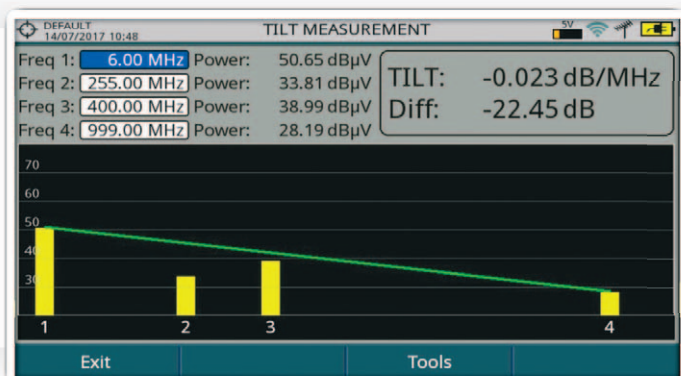 DEFAULT
14/07/2017 10:48
TILT MEASUREMENT
5V
Freq 1: 6.00 MHz Power: 50.65 dBµV
Freq 2: 255.00 MHz Power: 33.81 dBµV
Freq 3: 400.00 MHz Power: 38.99 dBµV
Freq 4: 999.00 MHz Power: 28.19 dBµV
TILT: -0.023 dB/MHz
Diff: -22.45 dB
70
60
50
40
30
1 2 3 4
Exit Tools